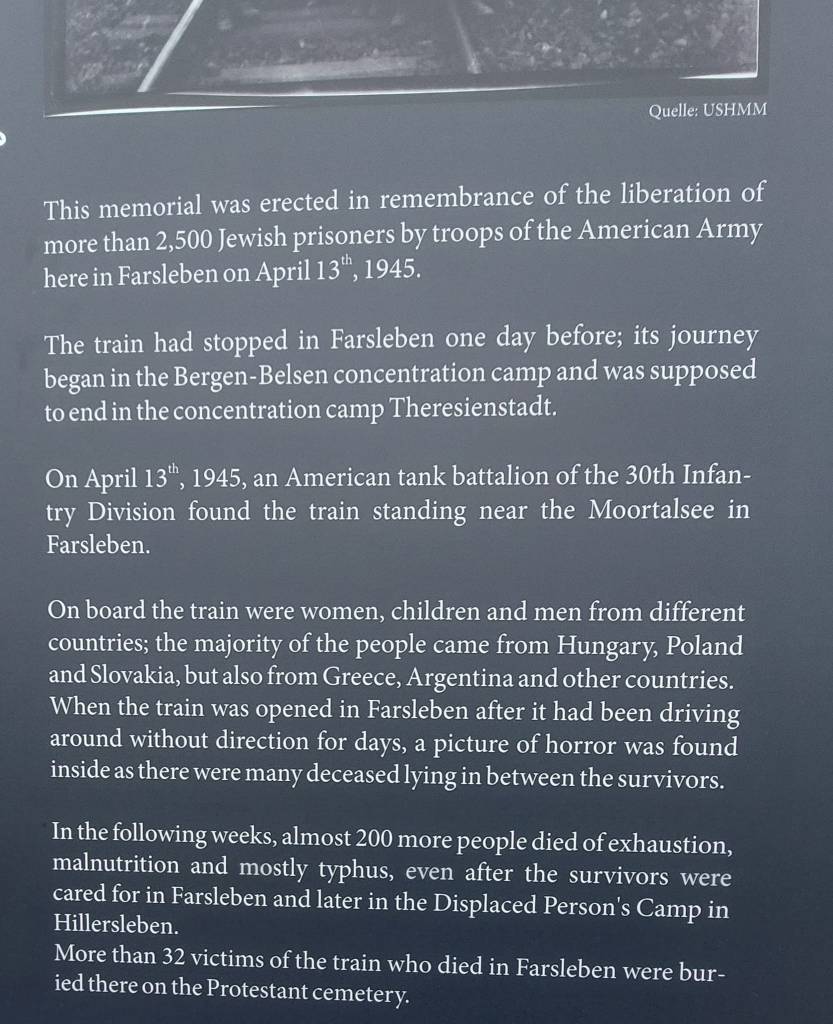 Quelle: USHMM
This memorial was erected in remembrance of the liberation of
more than 2,500 Jewish prisoners by troops of the American Army
here in Farsleben on April 13th, 1945.
The train had stopped in Farsleben one day before; its journey
began in the Bergen-Belsen concentration camp and was supposed
to end in the concentration camp Theresienstadt.
On April 13th, 1945, an American tank battalion of the 30th Infan-
try Division found the train standing near the Moortalsee in
Farsleben.
On board the train were women, children and men from different
countries; the majority of the people came from Hungary, Poland
and Slovakia, but also from Greece, Argentina and other countries.
When the train was opened in Farsleben after it had been driving
around without direction for days, a picture of horror was found
inside as there were many deceased lying in between the survivors.
In the following weeks, almost 200 more people died of exhaustion,
malnutrition and mostly typhus, even after the survivors were
cared for in Farsleben and later in the Displaced Person's Camp in
Hillersleben.
More than 32 victims of the train who died in Farsleben were bur-
ied there on the Protestant cemetery.